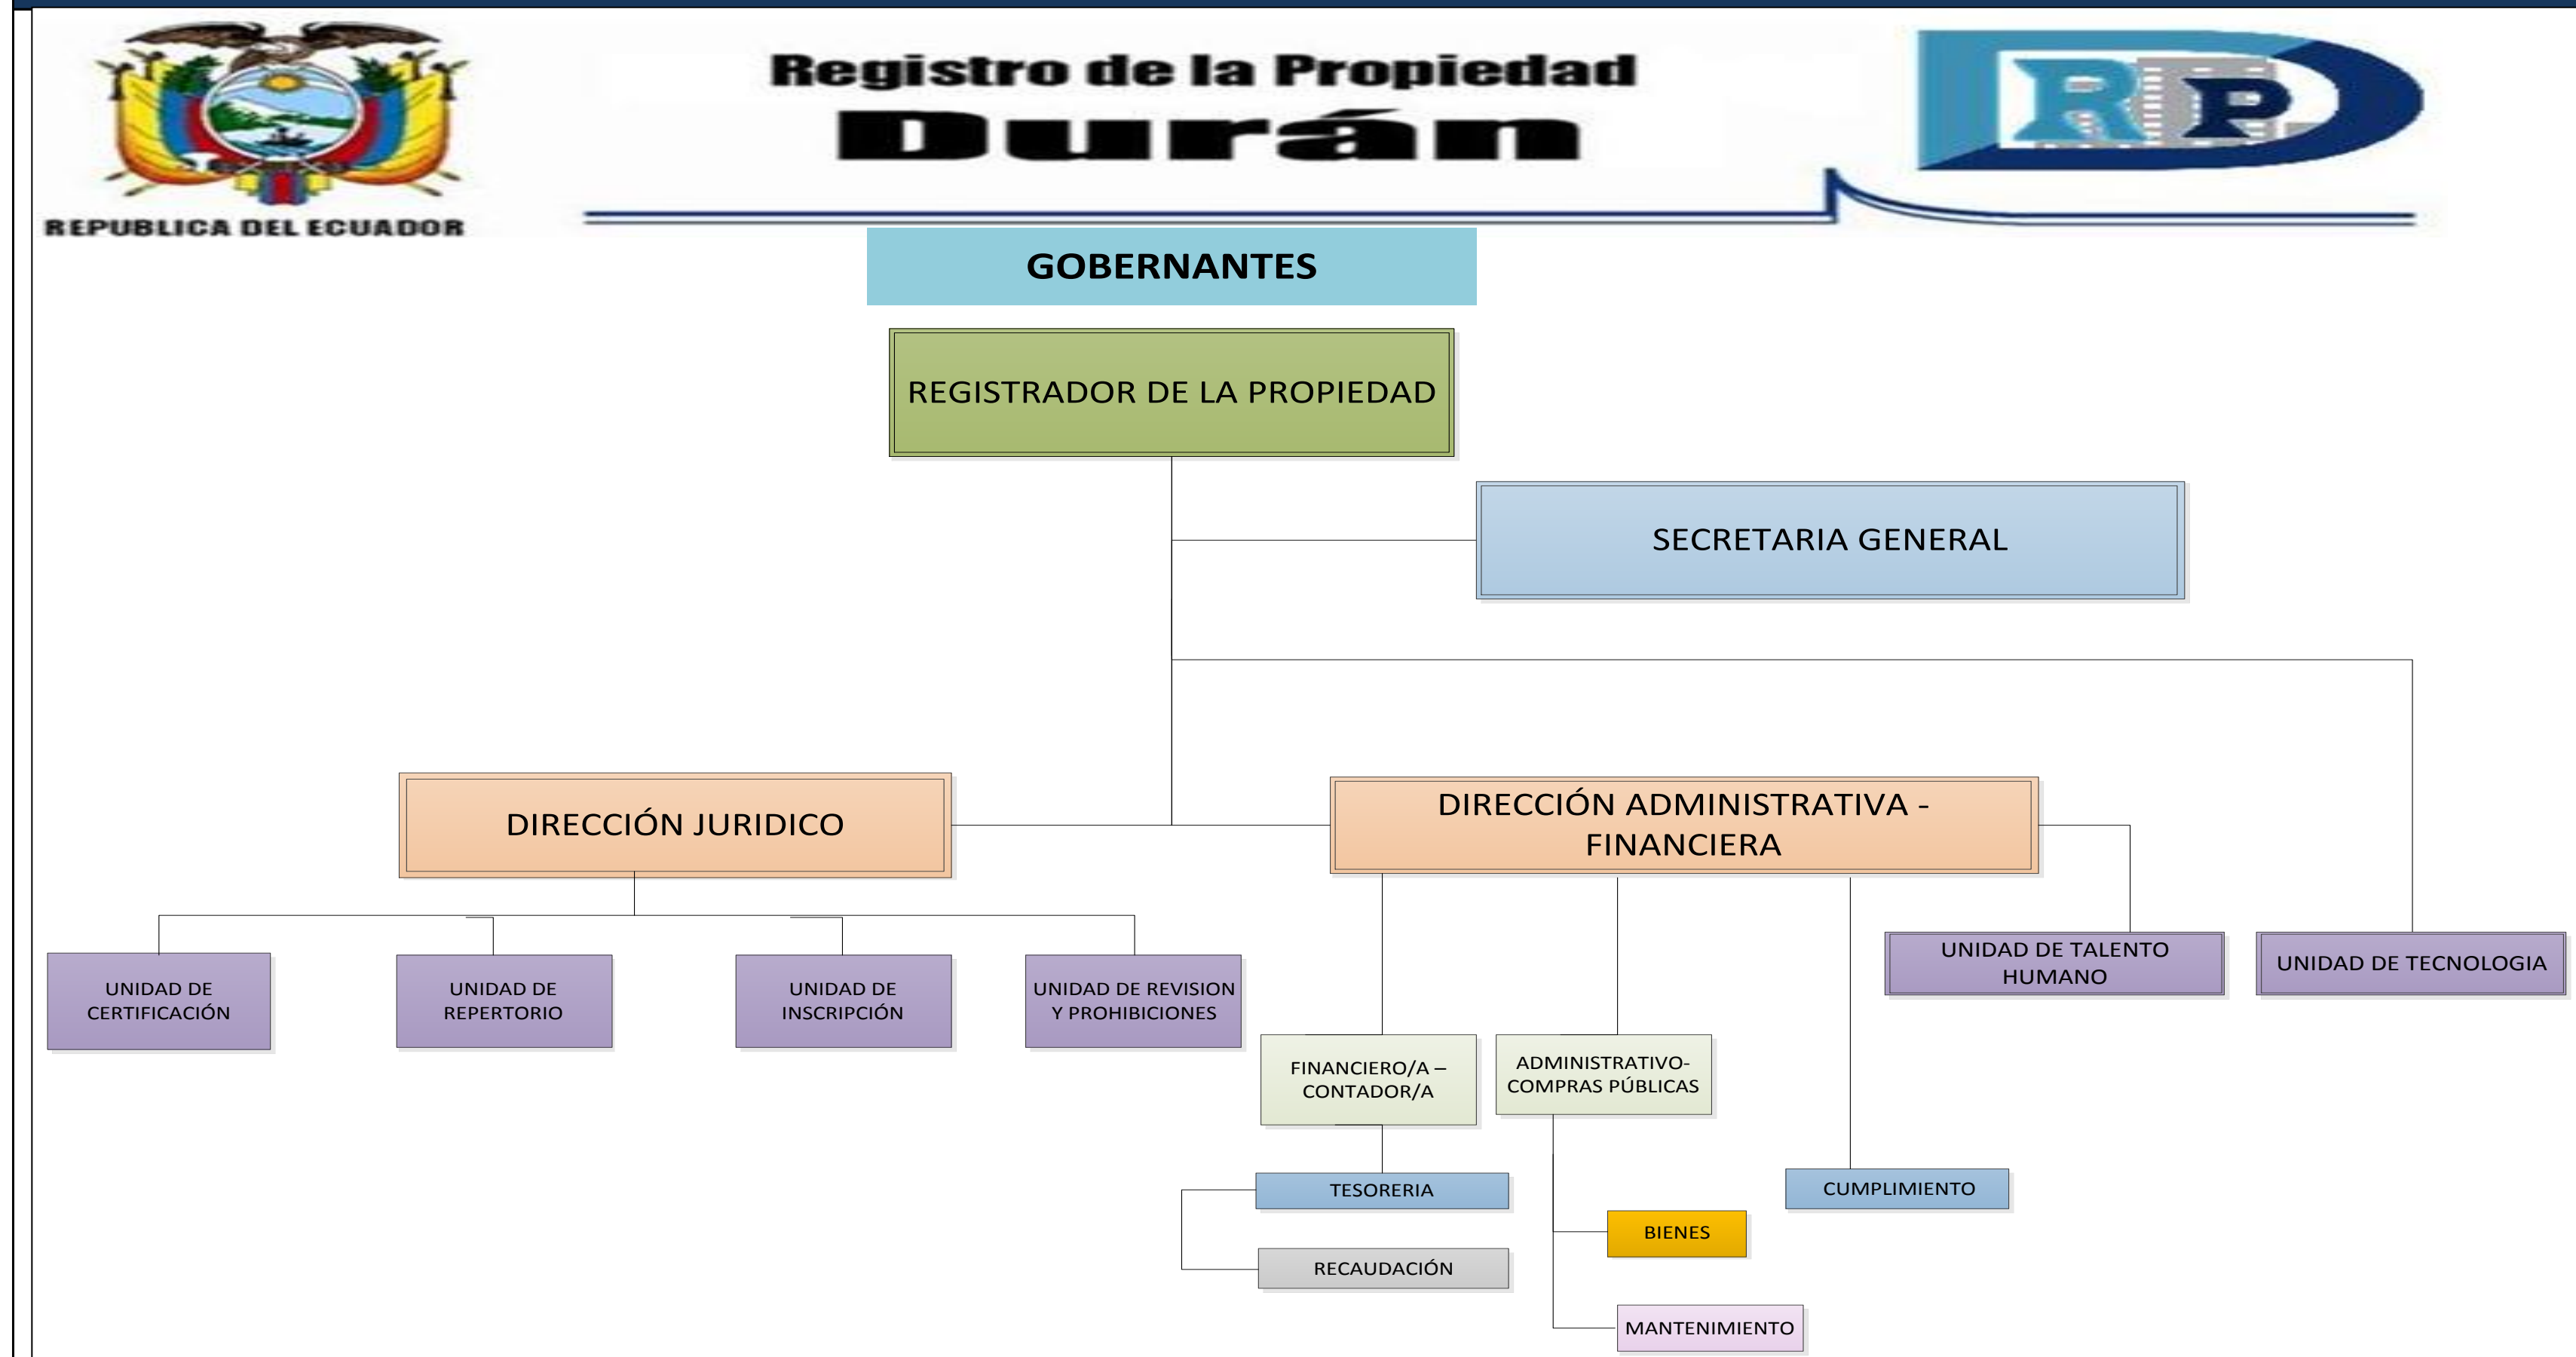 Registro de la Propiedad
Durán
RP
REPUBLICA DEL ECUADOR
GOBERNANTES
REGISTRADOR DE LA PROPIEDAD
SECRETARIA GENERAL
DIRECCIÓN JURIDICO
DIRECCIÓN ADMINISTRATIVA -
FINANCIERA
UNIDAD DE
CERTIFICACIÓN
UNIDAD DE
REPERTORIO
UNIDAD DE
INSCRIPCIÓN
UNIDAD DE REVISION
Y PROHIBICIONES
UNIDAD DE TALENTO
HUMANO
UNIDAD DE TECNOLOGIA
FINANCIERO/A –
CONTADOR/A
ADMINISTRATIVO-
COMPRAS PÚBLICAS
TESORERIA
CUMPLIMIENTO
BIENES
RECAUDACIÓN
MANTENIMIENTO